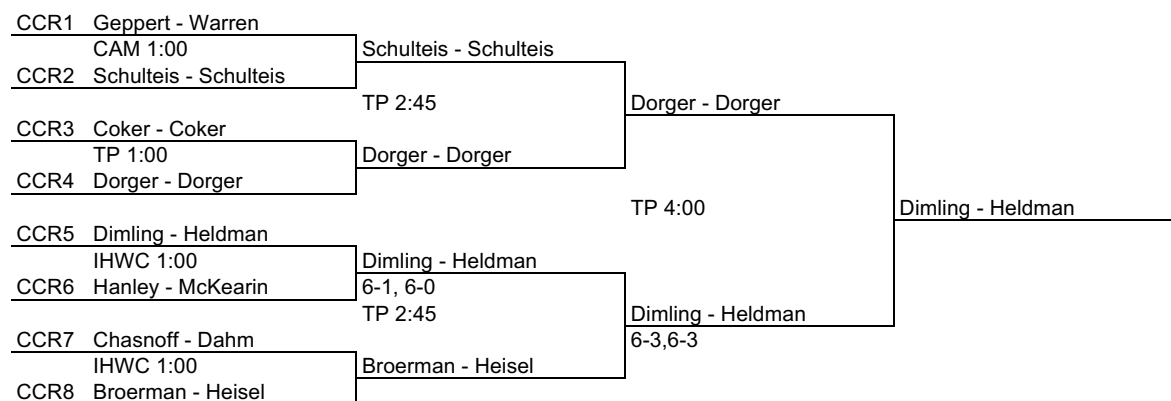 CCR1 Geppert - Warren
CAM 1:00
Schulteis - Schulteis
CCR2 Schulteis - Schulteis
TP 2:45
Dorger - Dorger
CCR3 Coker - Coker
TP 1:00
Dorger - Dorger
CCR4 Dorger - Dorger
TP 4:00
Dimling - Heldman
CCR5 Dimling - Heldman
IHWC 1:00
Dimling - Heldman
CCR6 Hanley - McKearin
6-1, 6-0
TP 2:45
Dimling - Heldman
CCR7 Chasnoff - Dahm
6-3,6-3
IHWC 1:00
Broerman - Heisel
CCR8 Broerman - Heisel